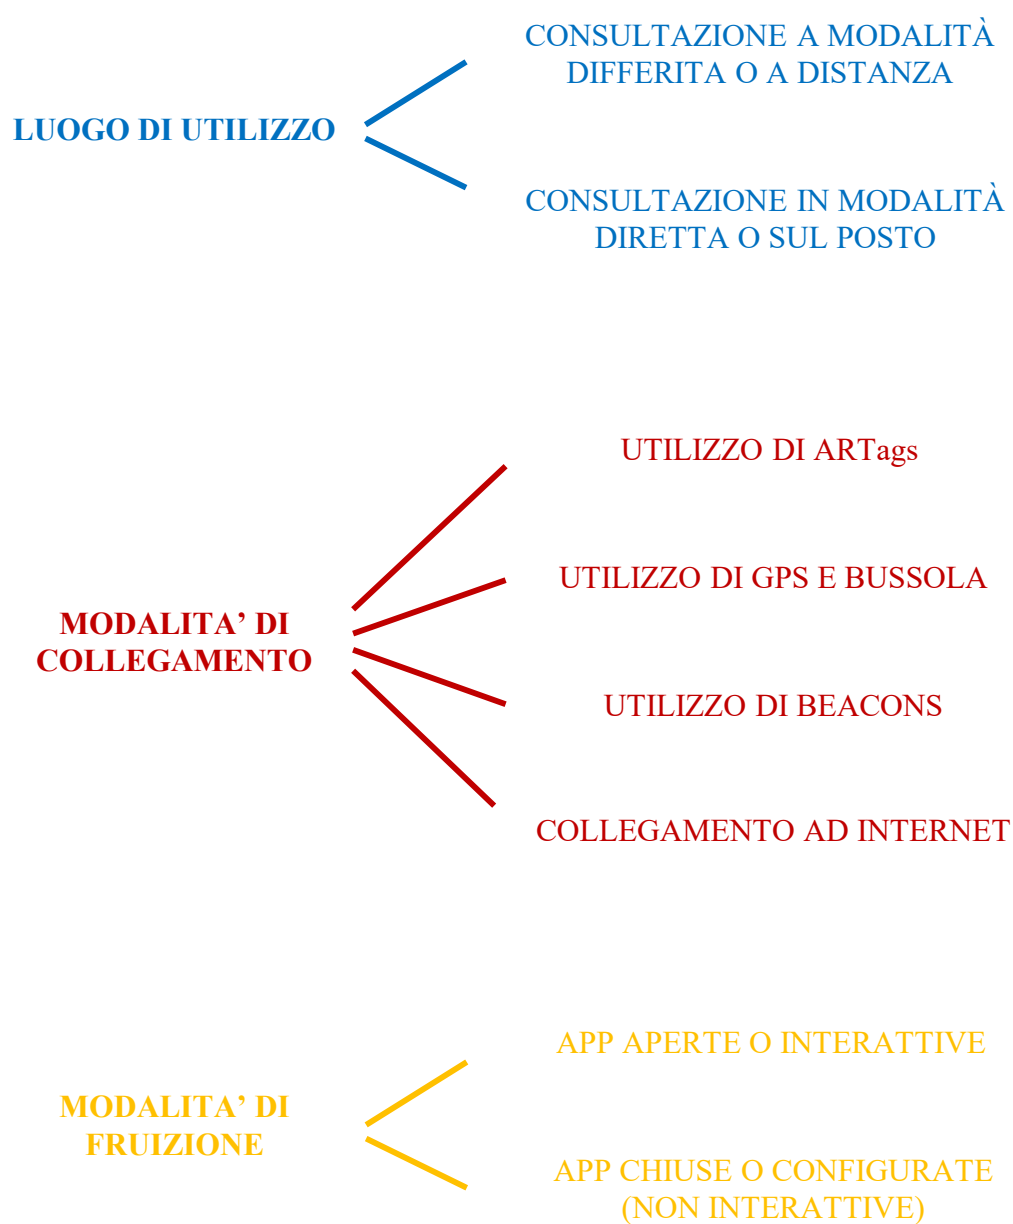 LUOGO DI UTILIZZO
CONSULTAZIONE A MODALITÀ
DIFFERITA O A DISTANZA
CONSULTAZIONE IN MODALITÀ
DIRETTA O SUL POSTO
MODALITA’ DI
COLLEGAMENTO
UTILIZZO DI ARTags
UTILIZZO DI GPS E BUSSOLA
UTILIZZO DI BEACONS
COLLEGAMENTO AD INTERNET
MODALITA’ DI
FRUIZIONE
APP APERTE O INTERATTIVE
APP CHIUSE O CONFIGURATE
(NON INTERATTIVE)